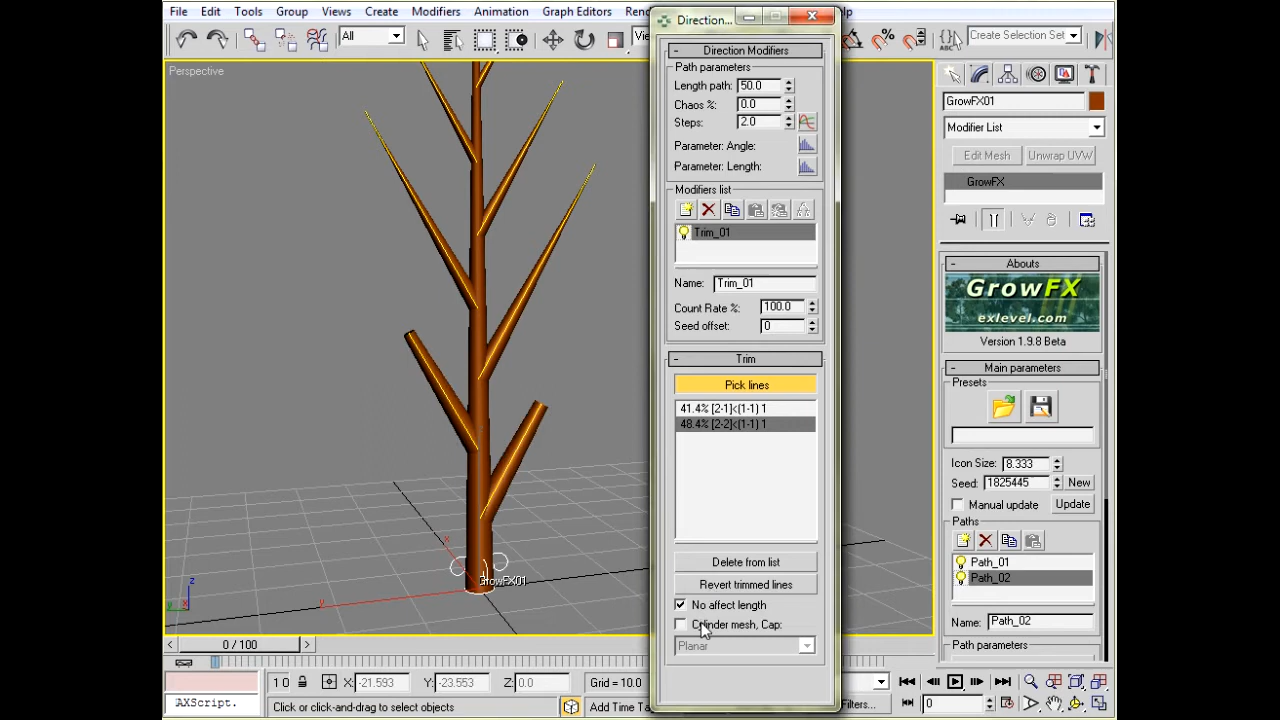 File Edit Tools Group Views Create Modifiers Animation Graph Editors
Direction...
All
Create Selection Set
Perspective
Direction Modifiers
Path parameters
Length path: 50.0
Chaos %: 0.0
Steps: 2.0
Parameter: Angle:
Parameter: Length:
Modifiers list
Trim_01
Name: Trim_01
Count Rate %: 100.0
Seed offset: 0
Trim
Pick lines
41.4% [2-1]<(1-1) 1
48.4% [2-2]<(1-1) 1
Delete from list
Revert trimmed lines
No affect length
Cylinder mesh, Cap:
Planar
GrowFX01
Modifier List
Edit Mesh Unwrap UVW
GrowFX
Abouts
GrowFX
exlevel.com
Version 1.9.8 Beta
Main parameters
Presets
Icon Size: 8.333
Seed: 1825445 New
Manual update Update
Paths
Path_01
Path_02
Name: Path_02
Path parameters
GrowFX01
z
y
x
x
y
0 / 100
X: -21.593 Y: -23.553 Z: 0.0 Grid = 10.0
AXScript.
Click or click-and-drag to select objects
Filters...
0